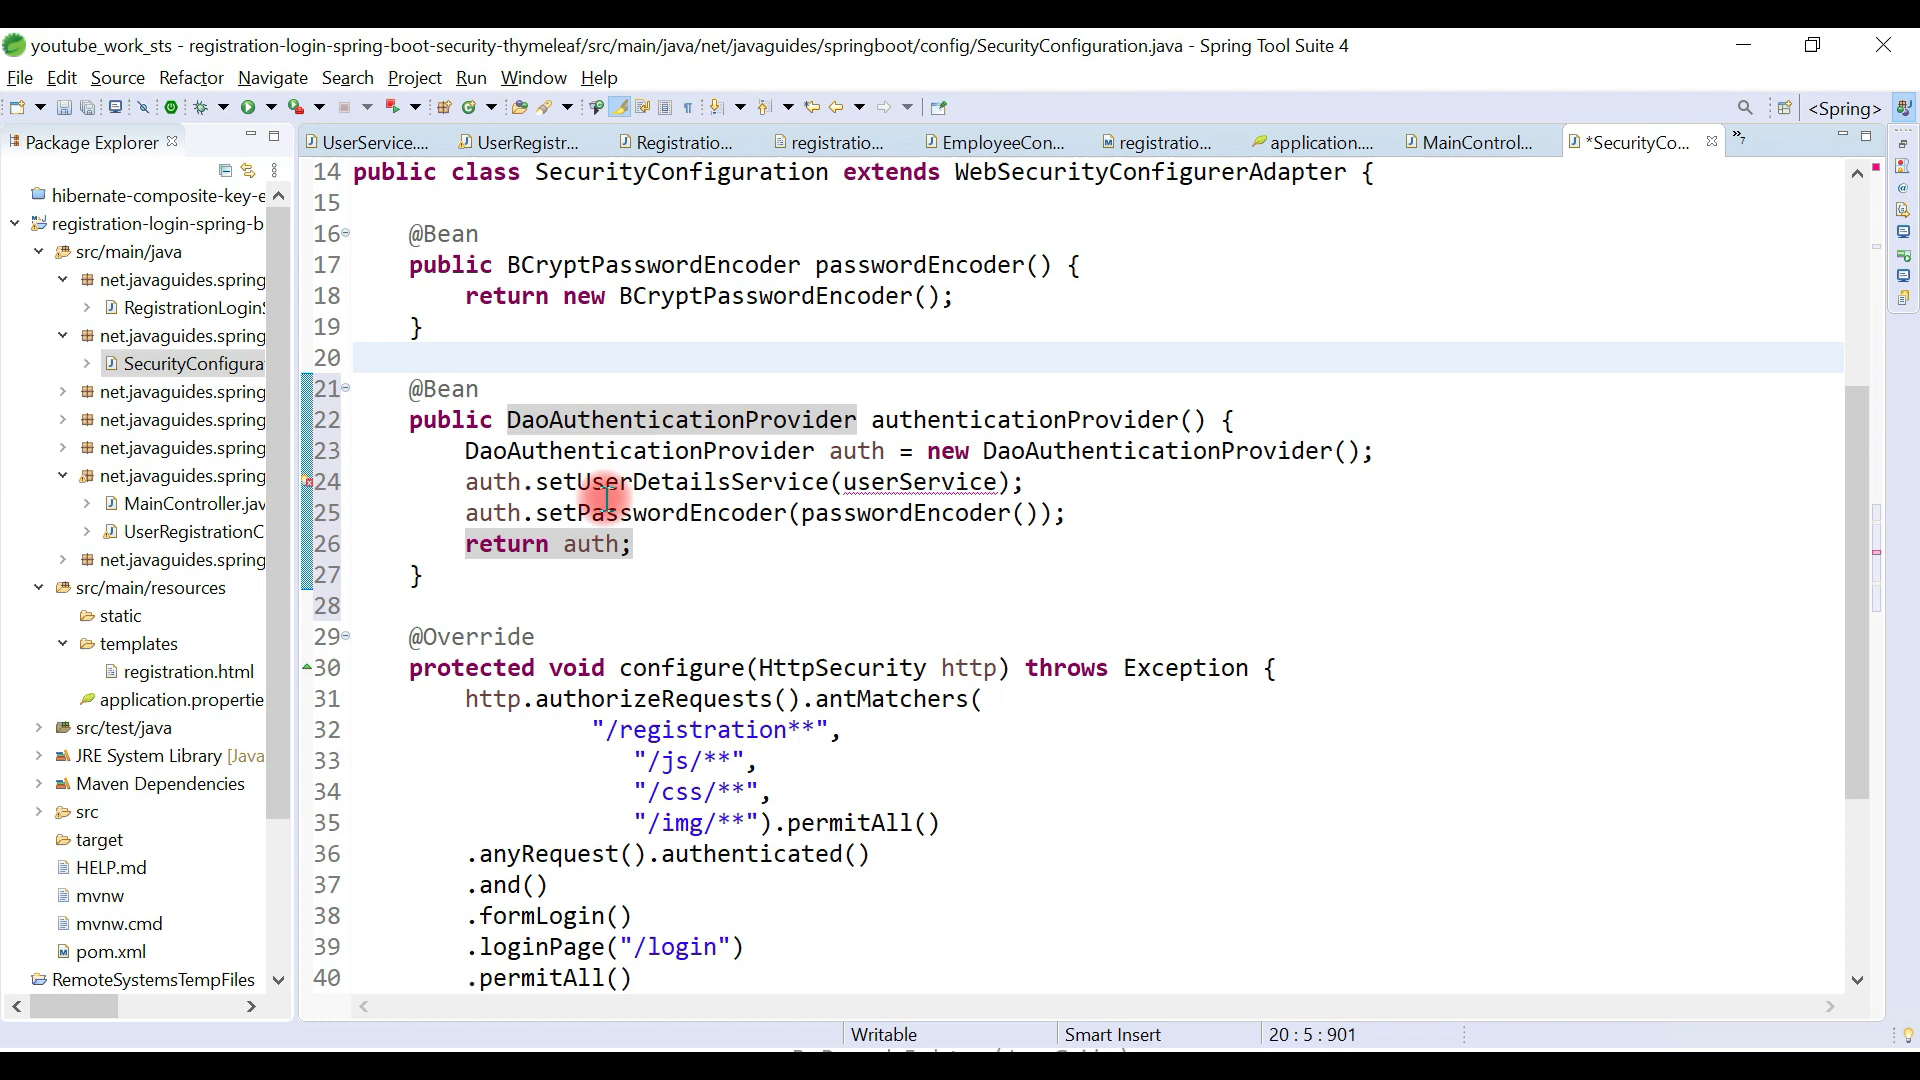 youtube_work_sts - registration-login-spring-boot-security-thymeleaf/src/main/java/net/javaguides/springboot/config/SecurityConfiguration.java - Spring Tool Suite 4
File Edit Source Refactor Navigate Search Project Run Window Help
<Spring>
Package Explorer
UserService.... UserRegistr... Registratio... registratio... EmployeeCon... registratio... application.... MainControl... *SecurityCo... »7
hibernate-composite-key-e
registration-login-spring-b
src/main/java
net.javaguides.spring
RegistrationLoginS
net.javaguides.spring
SecurityConfigura
net.javaguides.spring
net.javaguides.spring
net.javaguides.spring
net.javaguides.spring
MainController.jav
UserRegistrationC
net.javaguides.spring
src/main/resources
static
templates
registration.html
application.propertie
src/test/java
JRE System Library [Java
Maven Dependencies
src
target
HELP.md
mvnw
mvnw.cmd
pom.xml
RemoteSystemsTempFiles
14 public class SecurityConfiguration extends WebSecurityConfigurerAdapter {
15
16 @Bean
17 public BCryptPasswordEncoder passwordEncoder() {
18 return new BCryptPasswordEncoder();
19 }
20
21 @Bean
22 public DaoAuthenticationProvider authenticationProvider() {
23 DaoAuthenticationProvider auth = new DaoAuthenticationProvider();
24 auth.setUserDetailsService(userService);
25 auth.setPasswordEncoder(passwordEncoder());
26 return auth;
27 }
28
29 @Override
30 protected void configure(HttpSecurity http) throws Exception {
31 http.authorizeRequests().antMatchers(
32 "/registration**",
33 "/js/**",
34 "/css/**",
35 "/img/**").permitAll()
36 .anyRequest().authenticated()
37 .and()
38 .formLogin()
39 .loginPage("/login")
40 .permitAll()
Writable Smart Insert 20 : 5 : 901